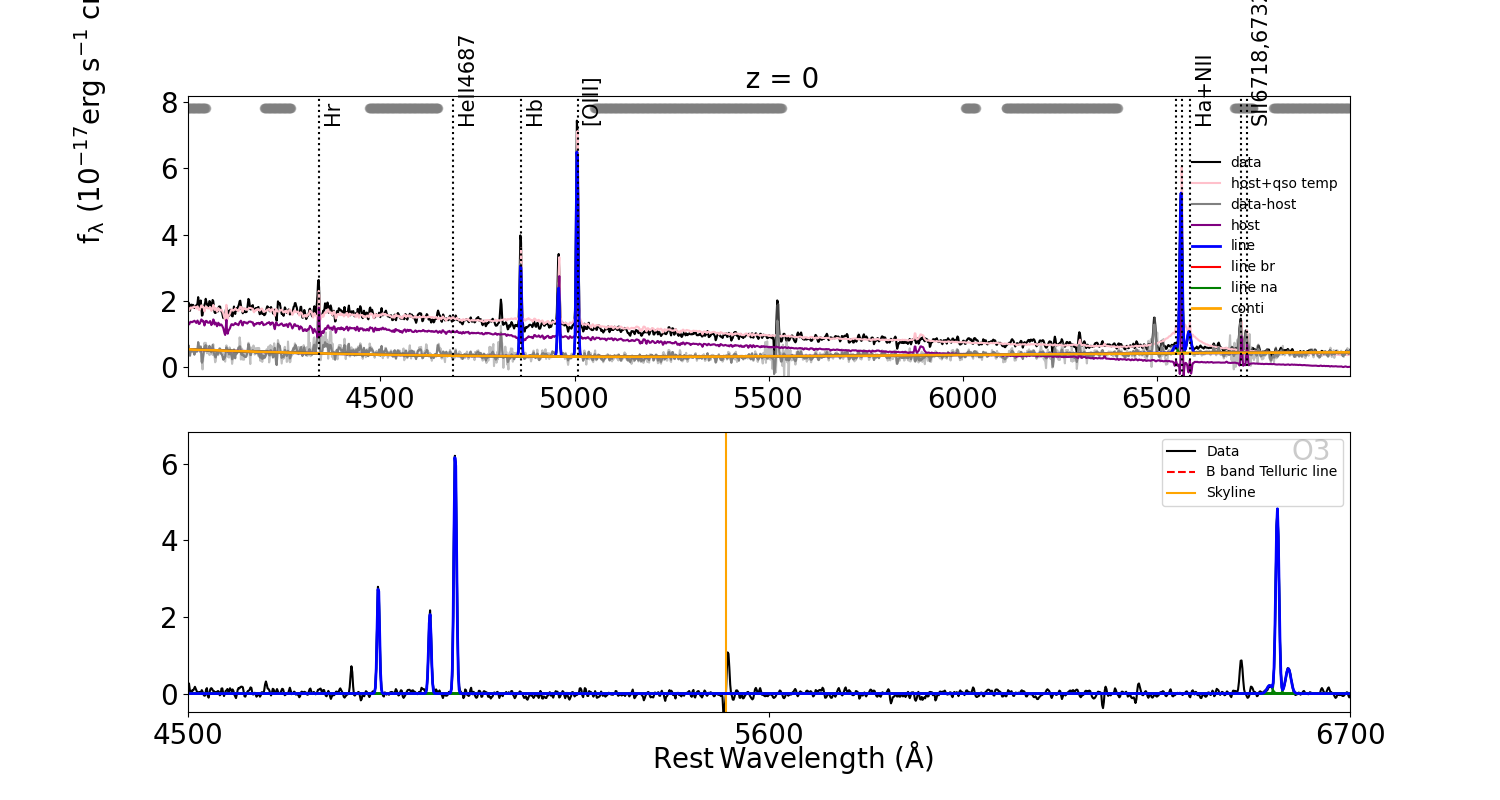 z = 0
f_λ (10^−17 erg s^−1 c
Hr
HeII4687
Hb
[OIII]
Ha+NII
SII6718,673
8
6
4
2
0
data
host+qso temp
data-host
host
line
line br
line na
conti
4500
5000
5500
6000
6500
O3
6
4
2
0
Data
B band Telluric line
Skyline
4500
5600
6700
Rest Wavelength (Å)